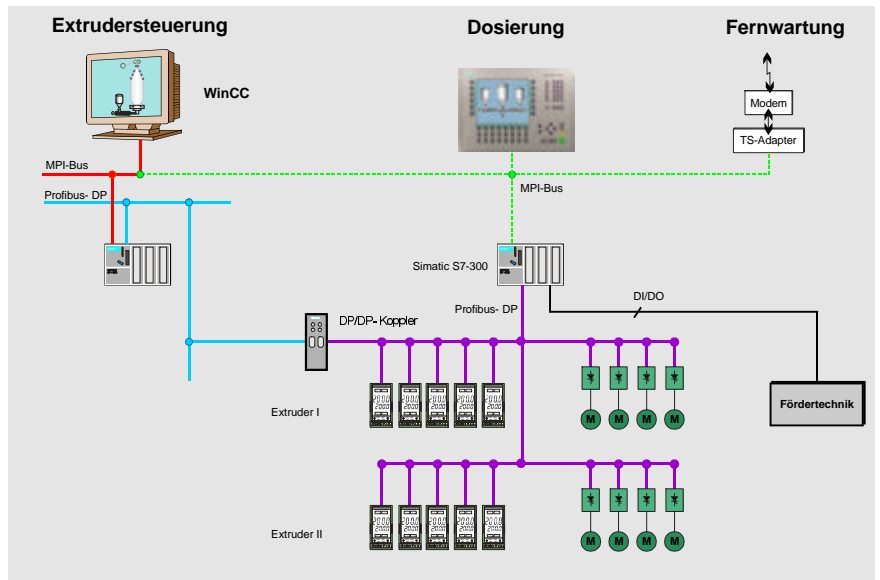 Extrudersteuerung
Dosierung
Fernwartung
WinCC
Modem
TS-Adapter
MPI-Bus
MPI-Bus
Profibus- DP
Simatic S7-300
Profibus- DP
DI/DO
DP/DP- Koppler
Extruder I
M M M M
Fördertechnik
Extruder II
M M M M